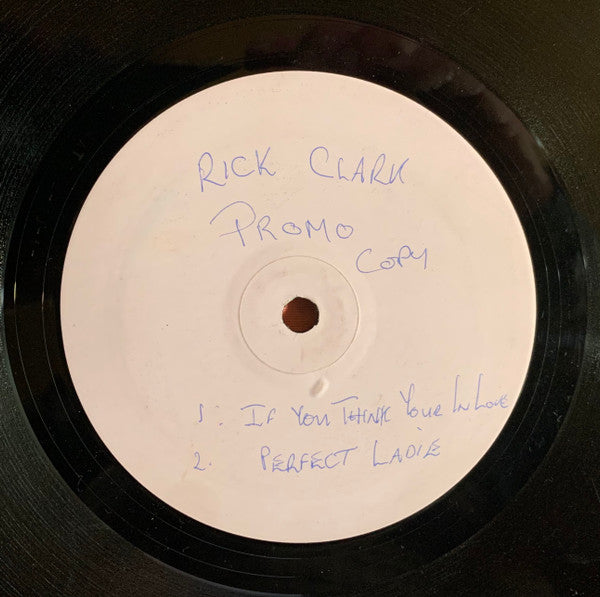 RICK CLARK
PROMO
COPY
1. IF YOU THINK YOUR IN LOVE
2. PERFECT LADIE